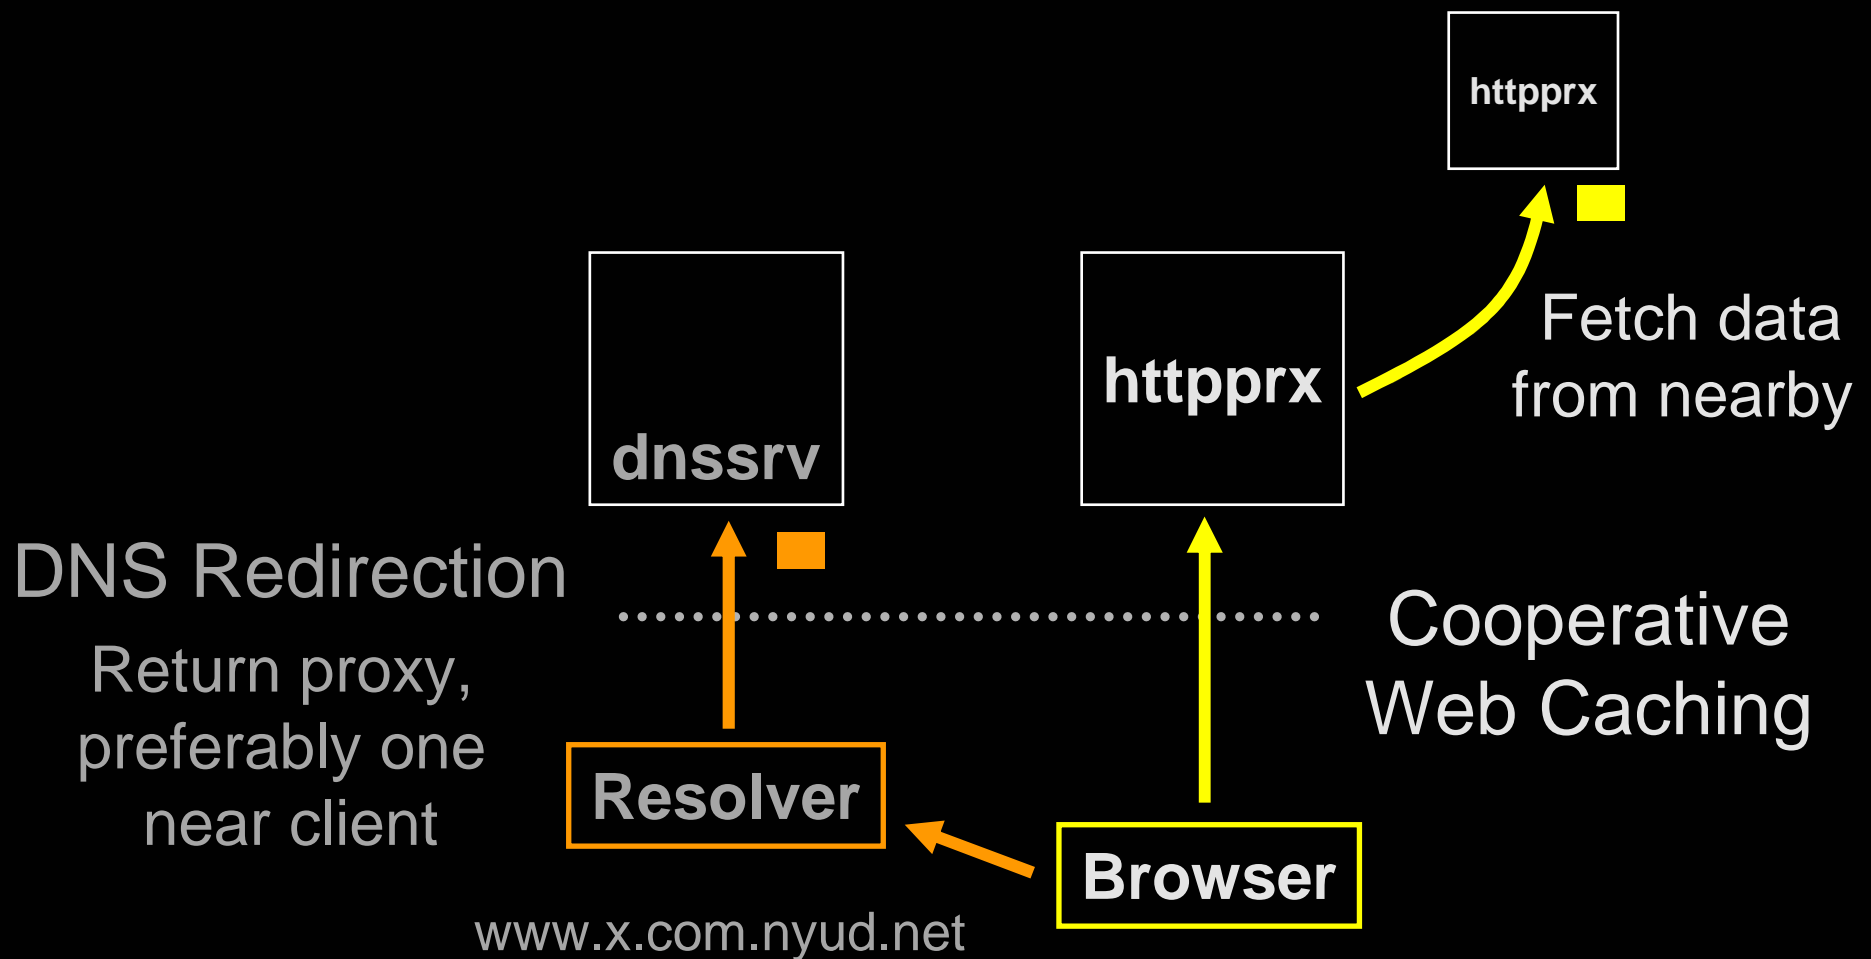 httpprx
Fetch data
from nearby
httpprx
dnssrv
DNS Redirection
Return proxy,
preferably one
near client
Cooperative
Web Caching
Resolver
Browser
www.x.com.nyud.net